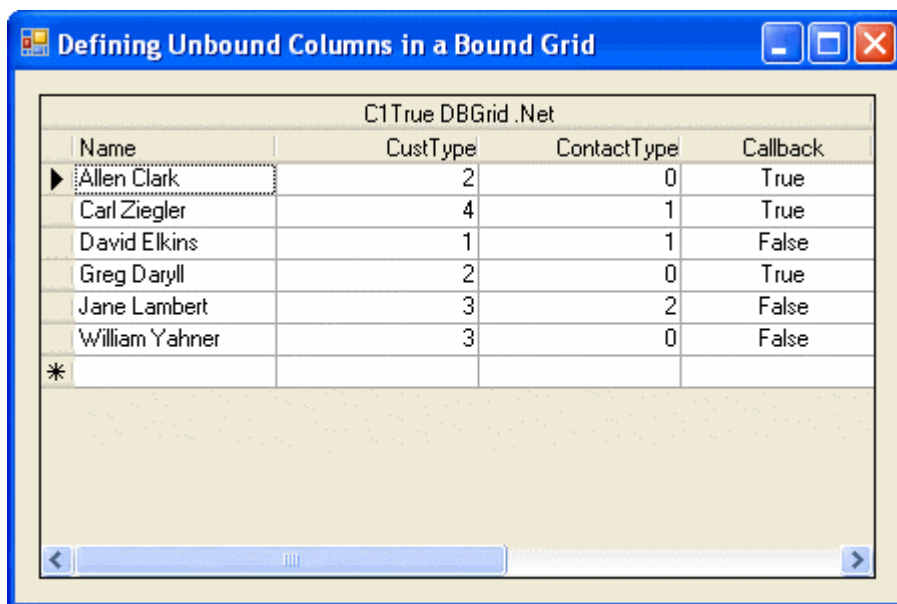 Defining Unbound Columns in a Bound Grid
C1True DBGrid .Net
Name CustType ContactType Callback
Allen Clark 2 0 True
Carl Ziegler 4 1 True
David Elkins 1 1 False
Greg Daryll 2 0 True
Jane Lambert 3 2 False
William Yahner 3 0 False